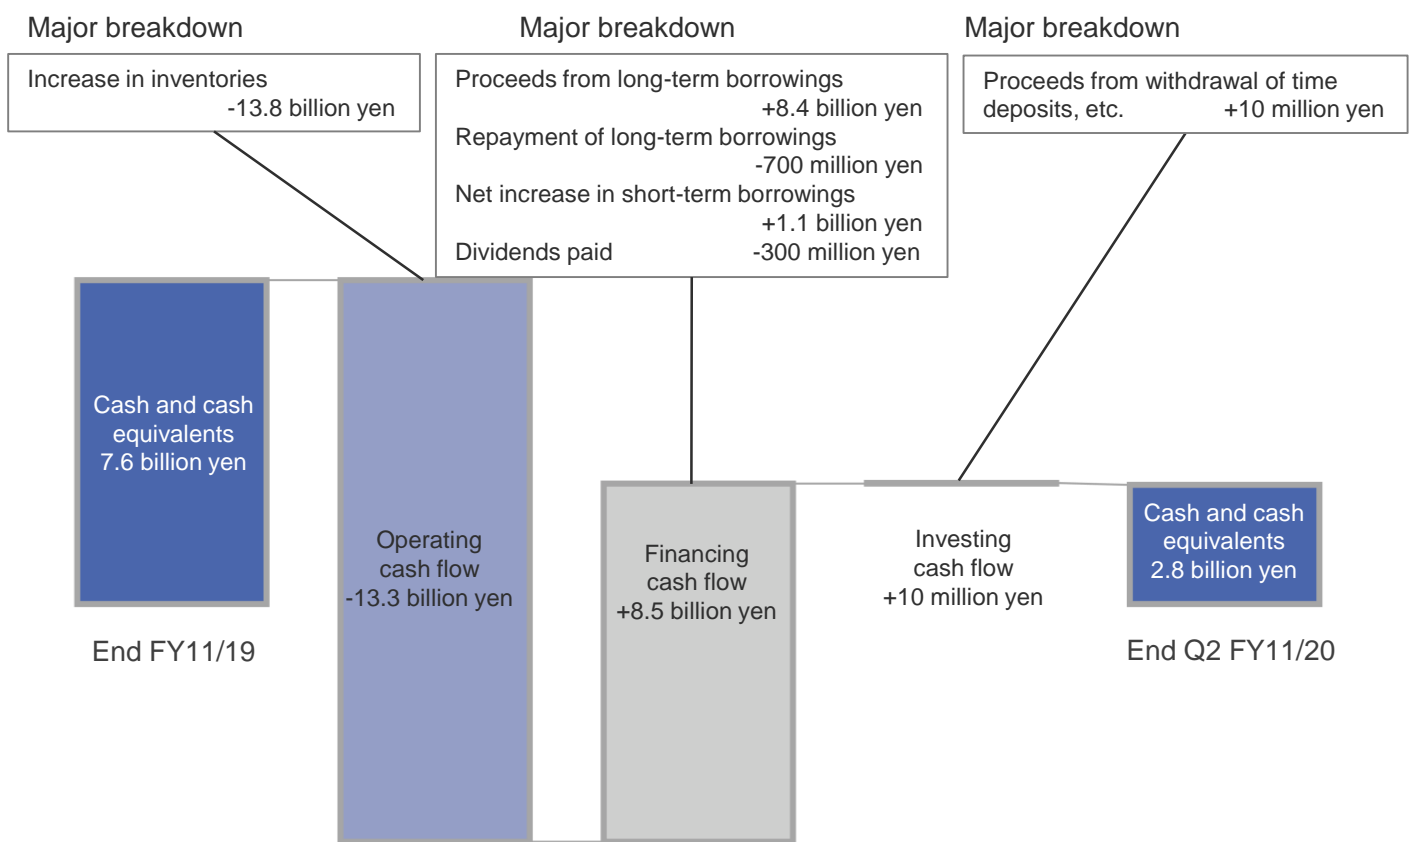 Major breakdown
Increase in inventories
-13.8 billion yen
Major breakdown
Proceeds from long-term borrowings
+8.4 billion yen
Repayment of long-term borrowings
-700 million yen
Net increase in short-term borrowings
+1.1 billion yen
Dividends paid -300 million yen
Major breakdown
Proceeds from withdrawal of time
deposits, etc. +10 million yen
Cash and cash
equivalents
7.6 billion yen
End FY11/19
Operating
cash flow
-13.3 billion yen
Financing
cash flow
+8.5 billion yen
Investing
cash flow
+10 million yen
Cash and cash
equivalents
2.8 billion yen
End Q2 FY11/20